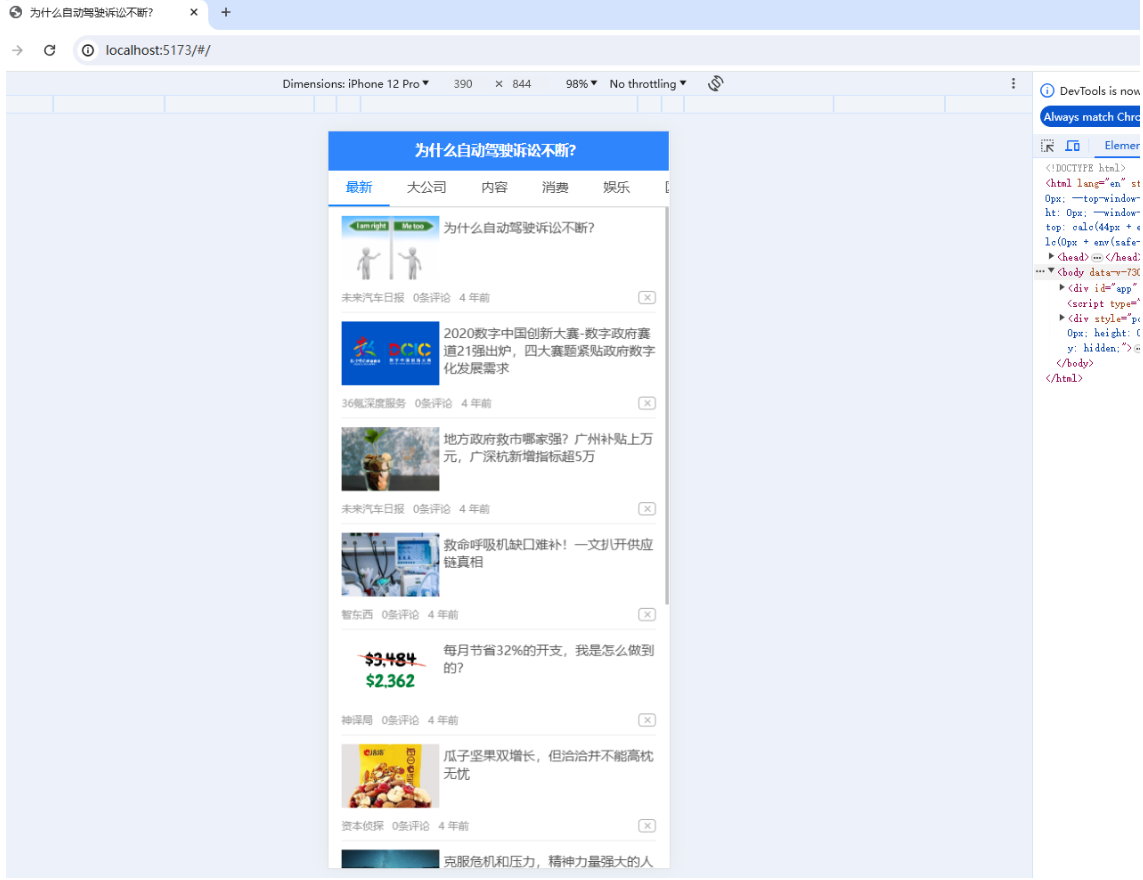 为什么自动驾驶诉讼不断?
localhost:5173/#/
Dimensions: iPhone 12 Pro 390 × 844 98% No throttling
DevTools is now
Always match Chro
Elemen
为什么自动驾驶诉讼不断?
最新 大公司 内容 消费 娱乐
I am right Me too
为什么自动驾驶诉讼不断?
未来汽车日报 0条评论 4 年前
DCIC
2020数字中国创新大赛-数字政府赛
道21强出炉，四大赛题紧贴政府数字
化发展需求
36氪深度服务 0条评论 4 年前
地方政府救市哪家强？广州补贴上万
元，广深杭新增指标超5万
未来汽车日报 0条评论 4 年前
救命呼吸机缺口难补！一文扒开供应
链真相
智东西 0条评论 4 年前
$3,484
$2,362
每月节省32%的开支，我是怎么做到
的?
神译局 0条评论 4 年前
瓜子坚果双增长，但洽洽并不能高枕
无忧
资本侦探 0条评论 4 年前
克服危机和压力，精神力量强大的人
<!DOCTYPE html>
<html lang="en" st
0px; --top-window-
ht: 0px; --window-
top: calc(44px + e
lc(0px + env(safe-
<head> ··· </head>
··· <body data-v-730
<div id="app"
<script type="
<div style="po
0px; height: 0
y: hidden;">
</body>
</html>